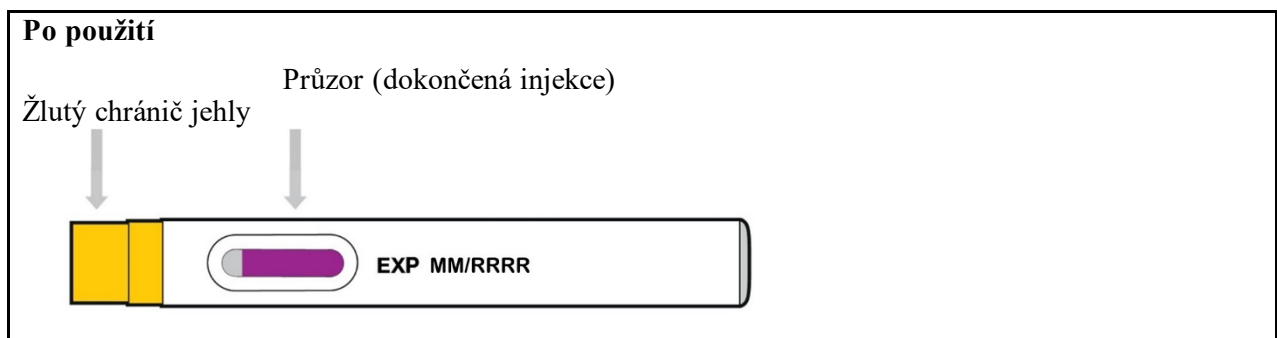 Po použití
Průzor (dokončená injekce)
Žlutý chránič jehly
EXP MM/RRRR